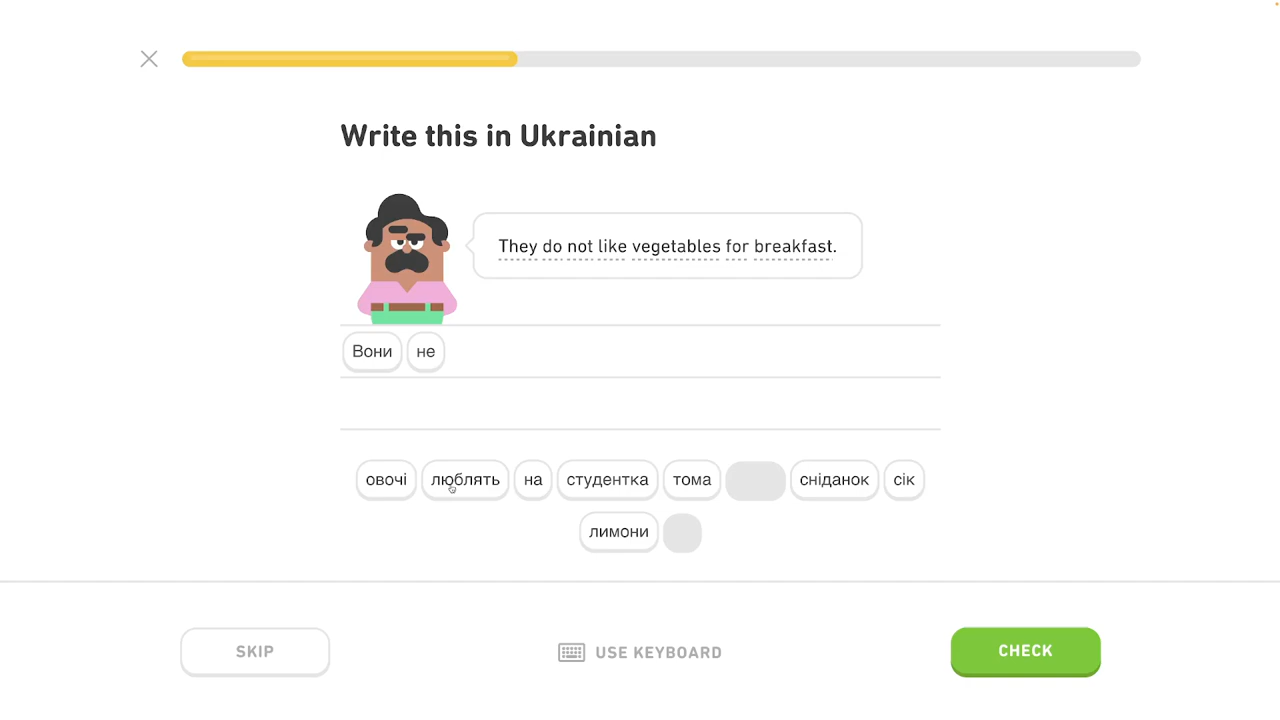 Write this in Ukrainian
They do not like vegetables for breakfast.
Вони не
овочі люблять на студентка тома сніданок сік
лимони
SKIP USE KEYBOARD CHECK